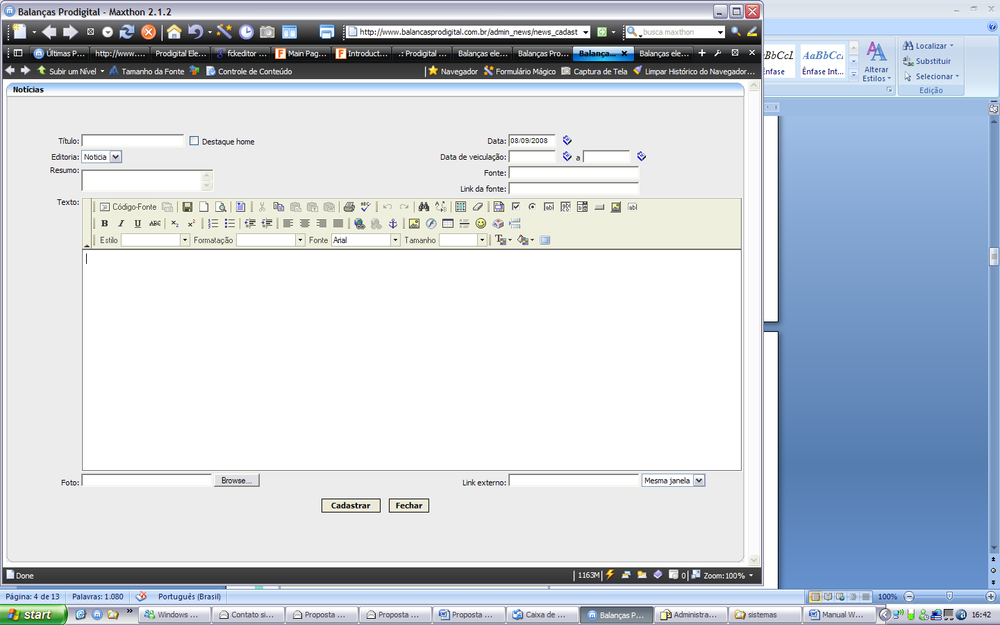 Balanças Prodigital - Maxthon 2.1.2
http://www.balancasprodigital.com.br/admin_news/news_cadast
busca maxthon
Últimas P...
http://www....
Prodigital Ele...
fckeditor ...
Main Pag...
Introduct...
.: Prodigital ...
Balanças ele...
Balanças Pro...
Balança...
Balanças ele...
Subir um Nível
Tamanho da Fonte
Controle de Conteúdo
Navegador
Formulário Mágico
Captura de Tela
Limpar Histórico do Navegador...
AaBbCcL
Ênfase Int...
Alterar Estilos
Localizar
Substituir
Selecionar
Edição
Notícias
Título:
Destaque home
Data: 08/09/2008
Editoria: Noticia
Data de veiculação:
a
Resumo:
Fonte:
Link da fonte:
Texto:
Código-Fonte
Estilo
Formatação
Fonte Arial
Tamanho
Foto:
Browse...
Link externo:
Mesma janela
Cadastrar
Fechar
Done
1163M
0
Zoom:100%
Página: 4 de 13
Palavras: 1.080
Português (Brasil)
100%
start
Windows ...
Contato si...
Proposta ...
Proposta ...
Proposta ...
Caixa de ...
Balanças P...
Administra...
sistemas
Manual W...
16:42